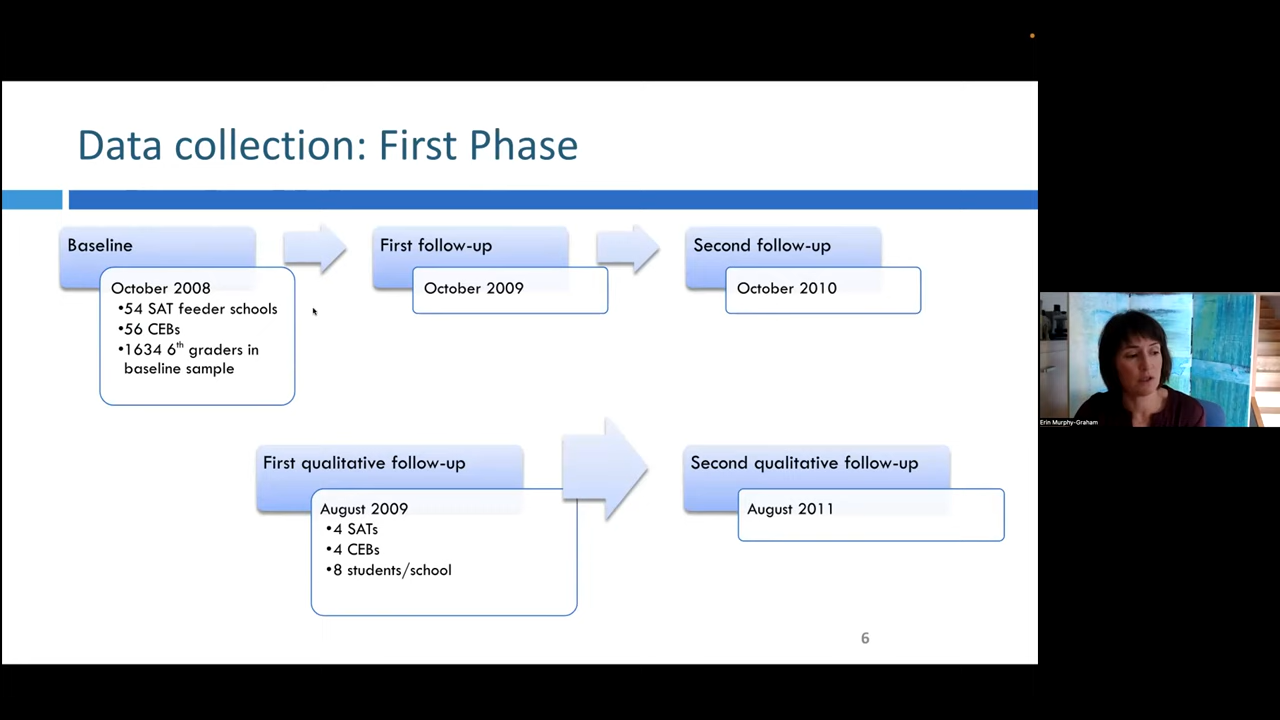 Data collection: First Phase
Baseline
October 2008
•54 SAT feeder schools
•56 CEBs
•1634 6th graders in
baseline sample
First follow-up
October 2009
Second follow-up
October 2010
First qualitative follow-up
August 2009
•4 SATs
•4 CEBs
•8 students/school
Second qualitative follow-up
August 2011
6
Erin Murphy-Graham